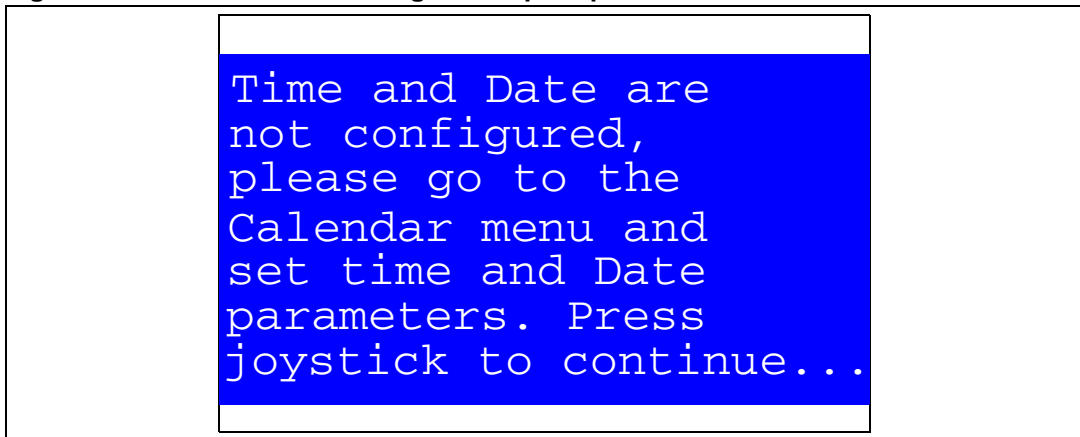 Time and Date are
not configured,
please go to the
Calendar menu and
set time and Date
parameters. Press
joystick to continue...